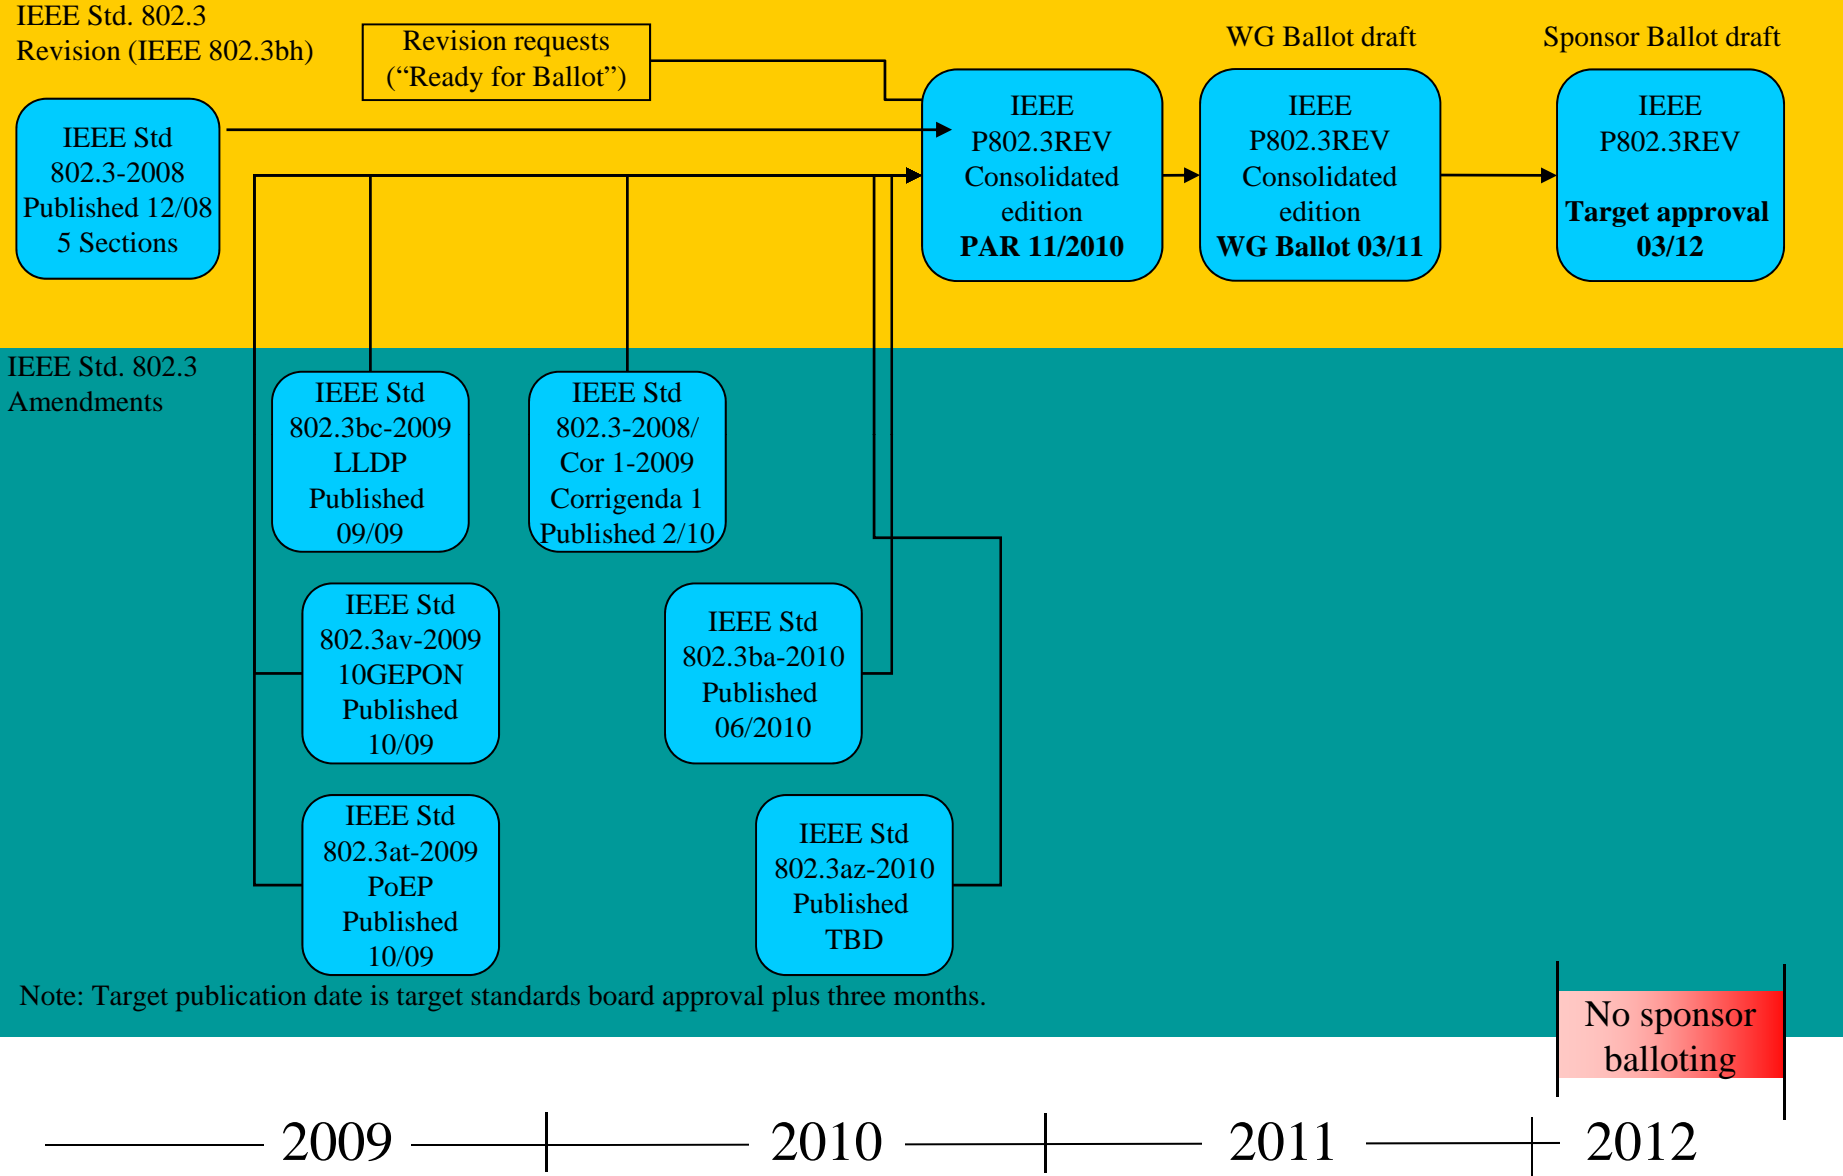 IEEE Std. 802.3
Revision (IEEE 802.3bh)
Revision requests
(“Ready for Ballot”)
WG Ballot draft
Sponsor Ballot draft
IEEE Std
802.3-2008
Published 12/08
5 Sections
IEEE
P802.3REV
Consolidated
edition
PAR 11/2010
IEEE
P802.3REV
Consolidated
edition
WG Ballot 03/11
IEEE
P802.3REV
Target approval
03/12
IEEE Std. 802.3
Amendments
IEEE Std
802.3bc-2009
LLDP
Published
09/09
IEEE Std
802.3-2008/
Cor 1-2009
Corrigenda 1
Published 2/10
IEEE Std
802.3av-2009
10GEPON
Published
10/09
IEEE Std
802.3ba-2010
Published
06/2010
IEEE Std
802.3at-2009
PoEP
Published
10/09
IEEE Std
802.3az-2010
Published
TBD
Note: Target publication date is target standards board approval plus three months.
No sponsor
balloting
2009
2010
2011
2012